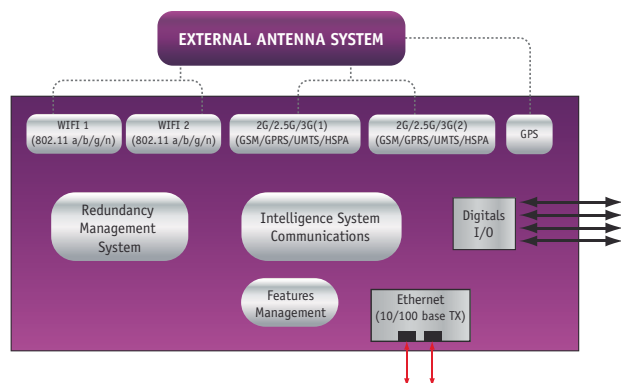 EXTERNAL ANTENNA SYSTEM
WIFI 1
(802.11 a/b/g/n)
WIFI 2
(802.11 a/b/g/n)
2G/2.5G/3G(1)
(GSM/GPRS/UMTS/HSPA
2G/2.5G/3G(2)
(GSM/GPRS/UMTS/HSPA
GPS
Redundancy
Management
System
Intelligence System
Communications
Digitals
I/O
Features
Management
Ethernet
(10/100 base TX)